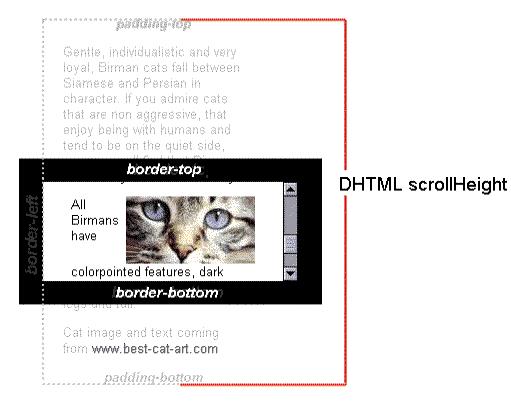 padding-top
Gentle, individualistic and very
loyal, Birman cats fall between
Siamese and Persian in
character. If you admire cats
that are non aggressive, that
enjoy being with humans and
tend to be on the quiet side,
border-top
DHTML scrollHeight
border-left
All
Birmans
have
colorpointed features, dark
border-bottom
legs and tail.
Cat image and text coming
from www.best-cat-art.com
padding-bottom